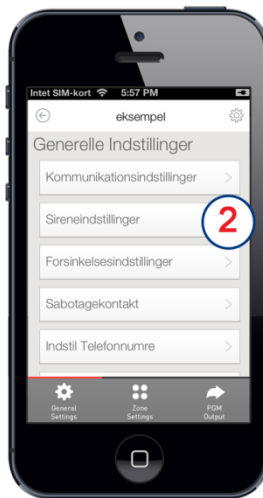 Intet SIM-kort 5:57 PM
eksempel
Generelle Indstillinger
Kommunikationsindstillinger
Sireneindstillinger
2
Forsinkelsesindstillinger
Sabotagekontakt
Indstil Telefonnumre
General
Settings
Zone
Settings
PGM
Output